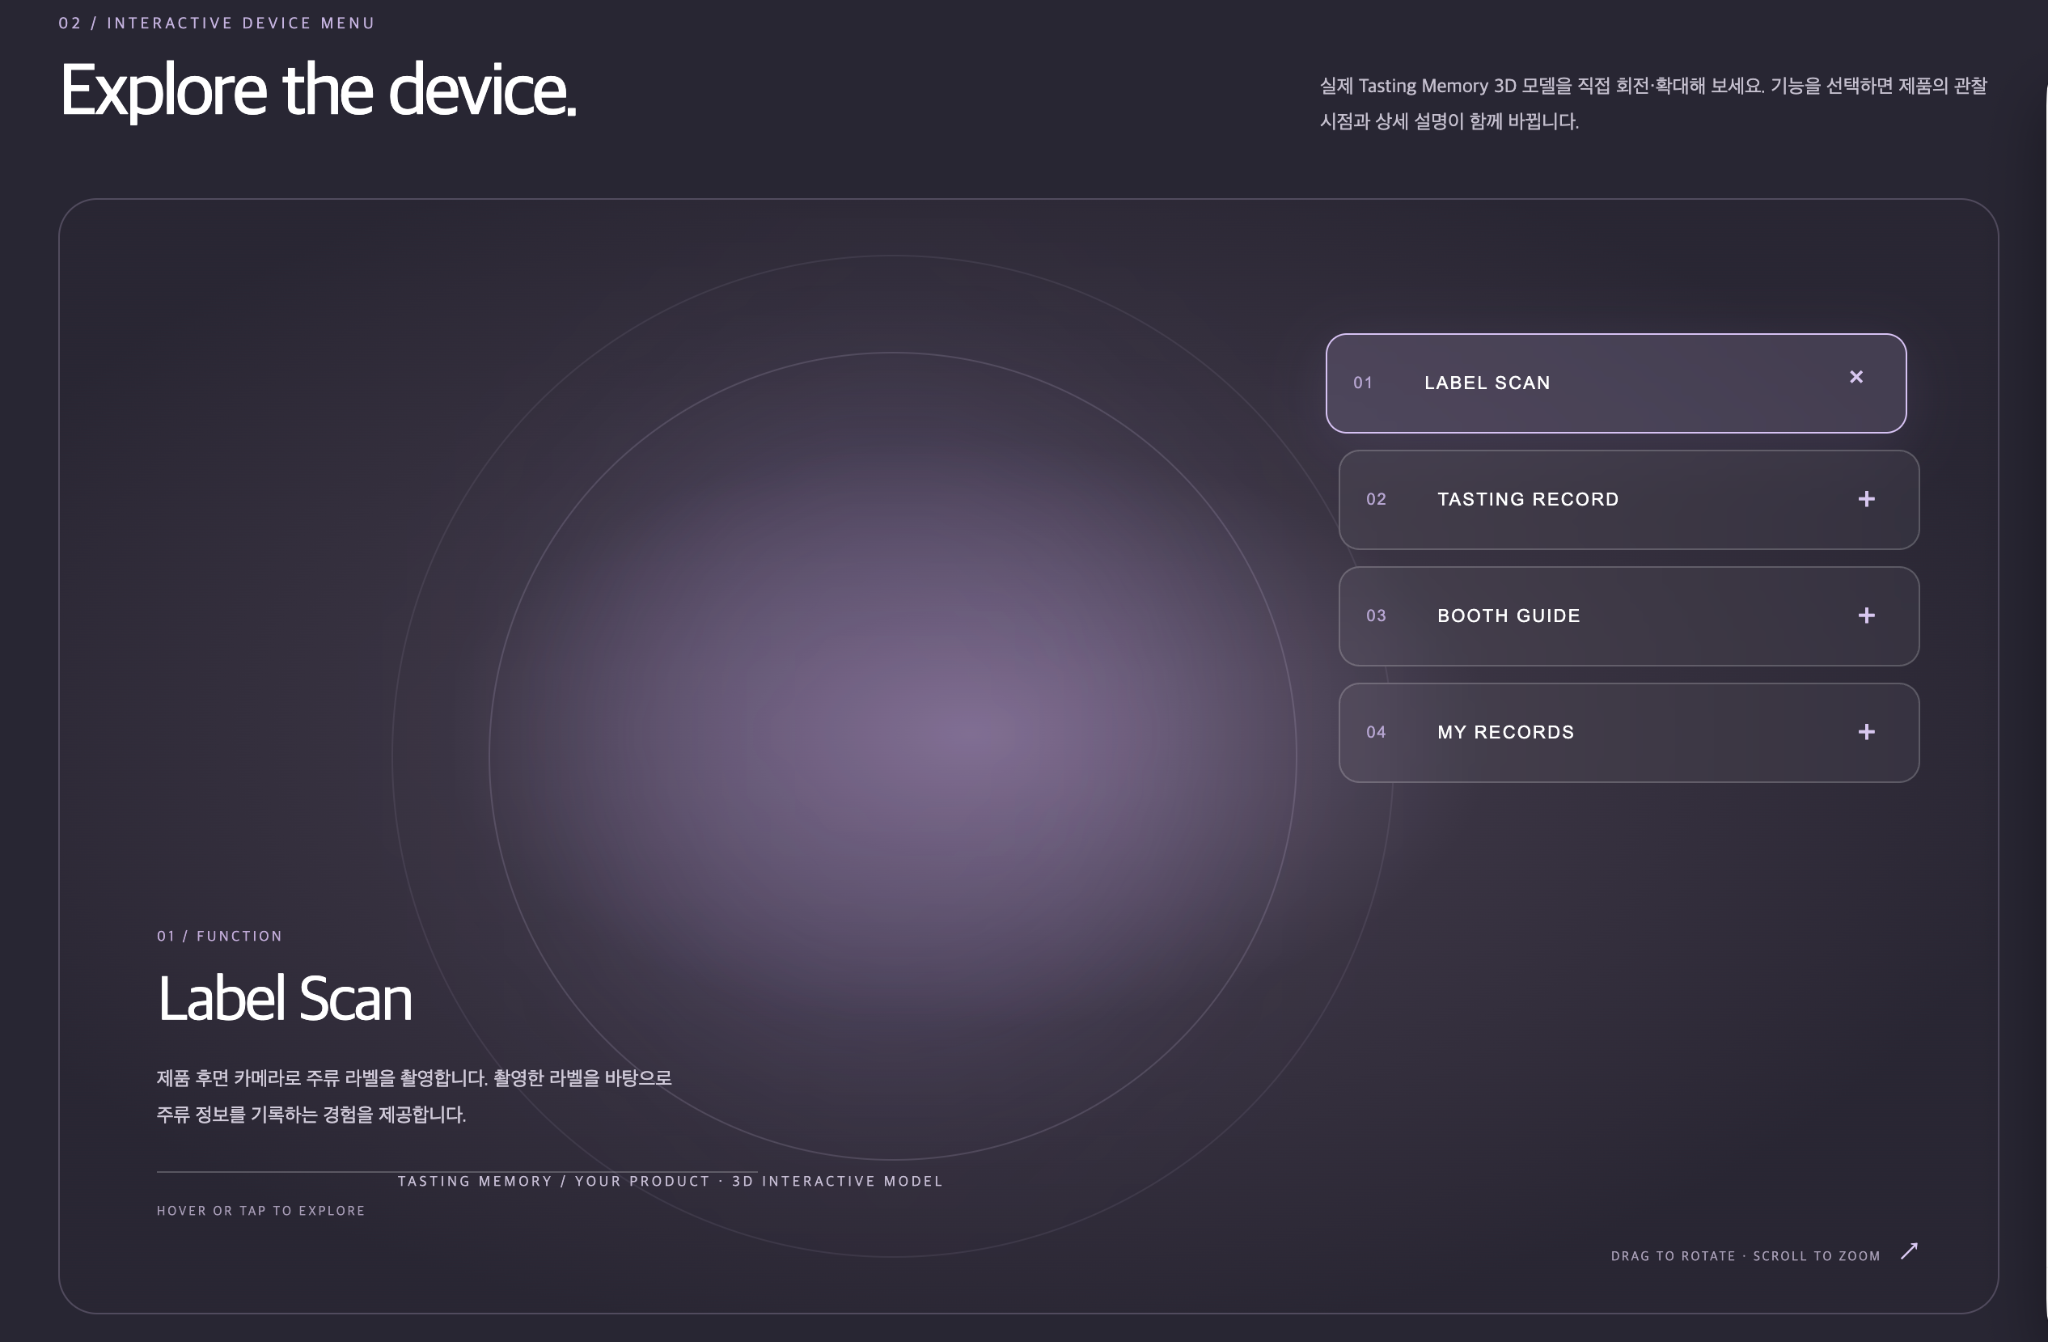 02 / INTERACTIVE DEVICE MENU
Explore the device.
실제 Tasting Memory 3D 모델을 직접 회전·확대해 보세요. 기능을 선택하면 제품의 관찰
시점과 상세 설명이 함께 바뀝니다.
01 LABEL SCAN ×
02 TASTING RECORD +
03 BOOTH GUIDE +
04 MY RECORDS +
01 / FUNCTION
Label Scan
제품 후면 카메라로 주류 라벨을 촬영합니다. 촬영한 라벨을 바탕으로
주류 정보를 기록하는 경험을 제공합니다.
TASTING MEMORY / YOUR PRODUCT · 3D INTERACTIVE MODEL
HOVER OR TAP TO EXPLORE
DRAG TO ROTATE · SCROLL TO ZOOM ↗